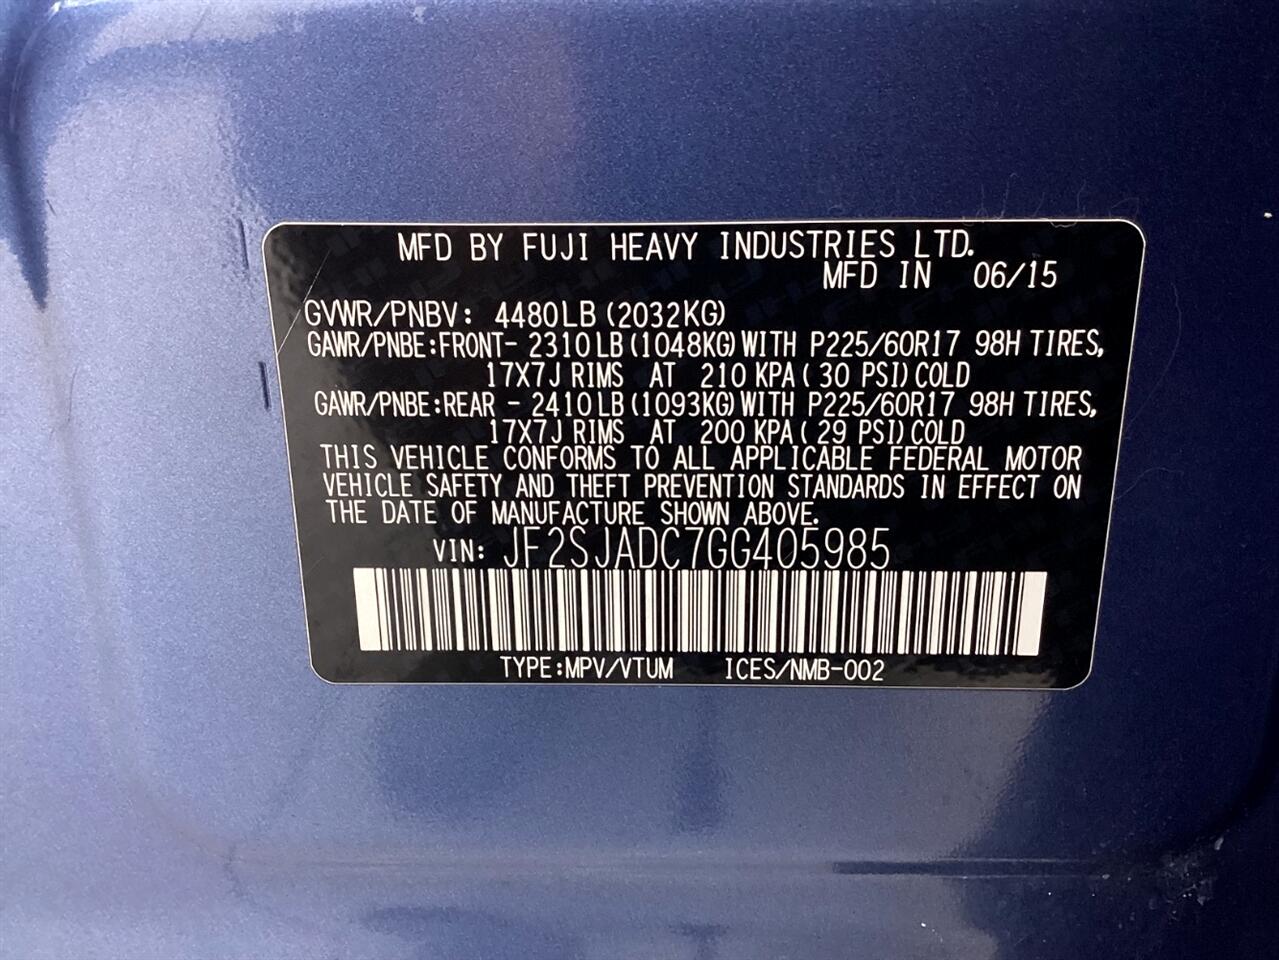 MFD BY FUJI HEAVY INDUSTRIES LTD.
MFD IN 06/15
GVWR/PNBV: 4480LB (2032KG)
GAWR/PNBE:FRONT- 2310LB (1048KG) WITH P225/60R17 98H TIRES,
17X7J RIMS AT 210 KPA ( 30 PSI) COLD
GAWR/PNBE:REAR - 2410LB (1093KG) WITH P225/60R17 98H TIRES,
17X7J RIMS AT 200 KPA ( 29 PSI) COLD
THIS VEHICLE CONFORMS TO ALL APPLICABLE FEDERAL MOTOR
VEHICLE SAFETY AND THEFT PREVENTION STANDARDS IN EFFECT ON
THE DATE OF MANUFACTURE SHOWN ABOVE.
VIN: JF2SJADC7GG405985
TYPE:MPV/VTUM ICES/NMB-002